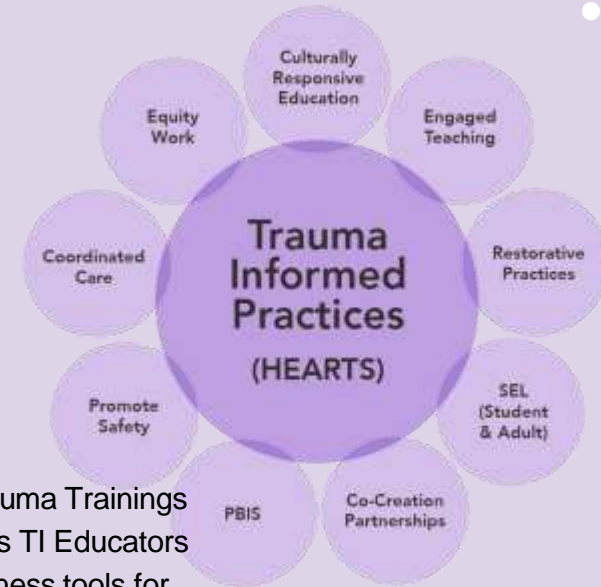 Culturally
Responsive
Education
Equity
Work
Engaged
Teaching
Trauma
Informed
Practices
(HEARTS)
Coordinated
Care
Restorative
Practices
Promote
Safety
SEL
(Student
& Adult)
PBIS
Co-Creation
Partnerships
uma Trainings
s TI Educators
ness tools for